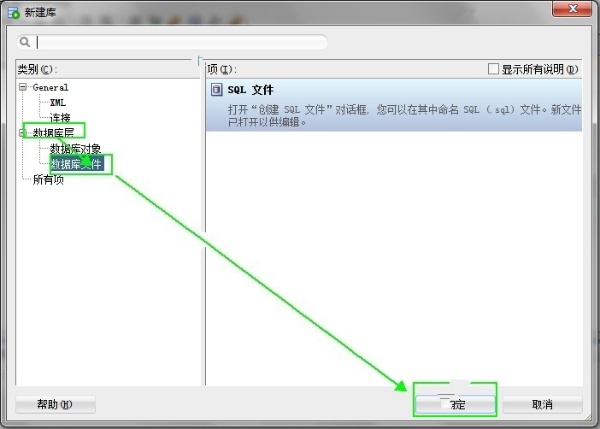 新建库
类别(C):
项(I):
显示所有说明(D)
General
XML
连接
数据库层
数据库对象
数据库文件
所有项
SQL 文件
打开“创建 SQL 文件”对话框, 您可以在其中命名 SQL (.sql) 文件。新文件
已打开以供编辑。
帮助(H)
定
取消